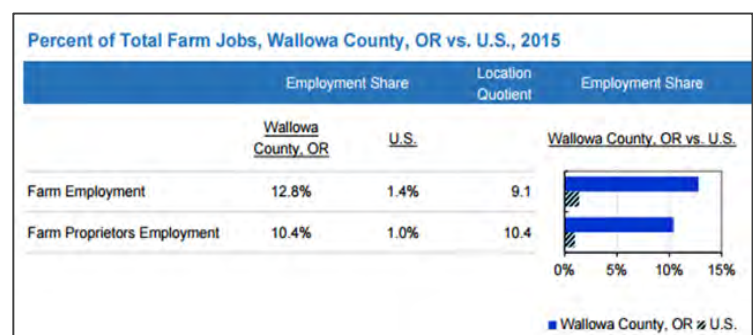 Percent of Total Farm Jobs, Wallowa County, OR vs. U.S., 2015
Employment Share
Location
Quotient
Employment Share
Wallowa
County, OR
U.S.
Wallowa County, OR vs. U.S.
Farm Employment 12.8% 1.4% 9.1
Farm Proprietors Employment 10.4% 1.0% 10.4
0% 5% 10% 15%
Wallowa County, OR U.S.